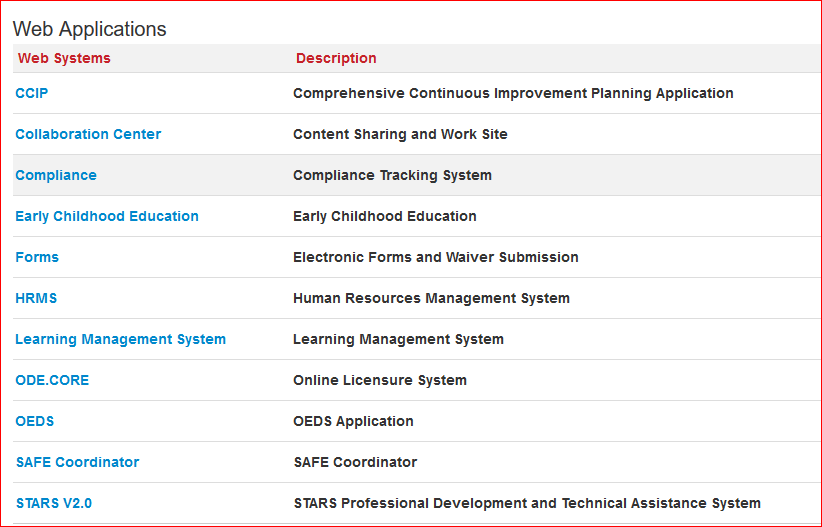 Web Applications
Web Systems Description
CCIP Comprehensive Continuous Improvement Planning Application
Collaboration Center Content Sharing and Work Site
Compliance Compliance Tracking System
Early Childhood Education Early Childhood Education
Forms Electronic Forms and Waiver Submission
HRMS Human Resources Management System
Learning Management System Learning Management System
ODE.CORE Online Licensure System
OEDS OEDS Application
SAFE Coordinator SAFE Coordinator
STARS V2.0 STARS Professional Development and Technical Assistance System